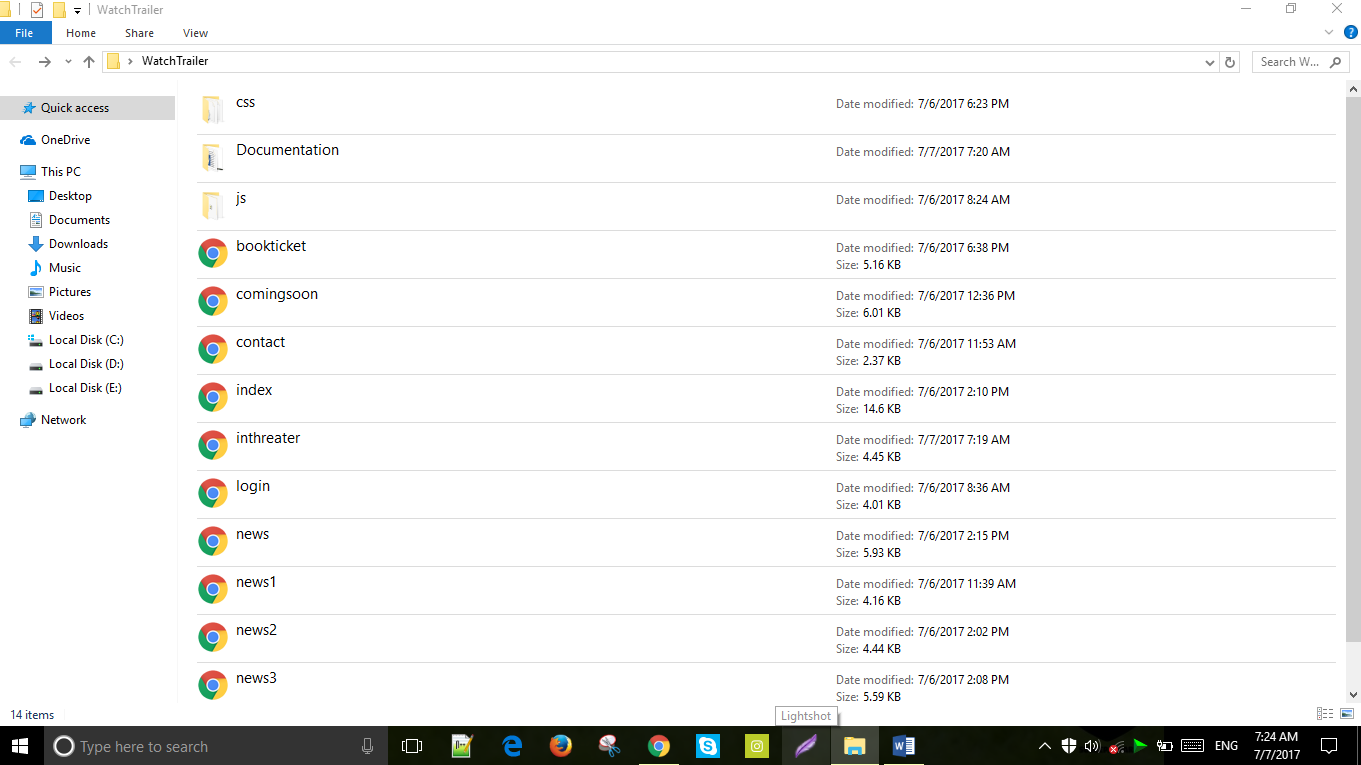 WatchTrailer
File Home Share View
WatchTrailer
Search W...
Quick access
OneDrive
This PC
Desktop
Documents
Downloads
Music
Pictures
Videos
Local Disk (C:)
Local Disk (D:)
Local Disk (E:)
Network
css Date modified: 7/6/2017 6:23 PM
Documentation Date modified: 7/7/2017 7:20 AM
js Date modified: 7/6/2017 8:24 AM
bookticket Date modified: 7/6/2017 6:38 PM
Size: 5.16 KB
comingsoon Date modified: 7/6/2017 12:36 PM
Size: 6.01 KB
contact Date modified: 7/6/2017 11:53 AM
Size: 2.37 KB
index Date modified: 7/6/2017 2:10 PM
Size: 14.6 KB
inthreater Date modified: 7/7/2017 7:19 AM
Size: 4.45 KB
login Date modified: 7/6/2017 8:36 AM
Size: 4.01 KB
news Date modified: 7/6/2017 2:15 PM
Size: 5.93 KB
news1 Date modified: 7/6/2017 11:39 AM
Size: 4.16 KB
news2 Date modified: 7/6/2017 2:02 PM
Size: 4.44 KB
news3 Date modified: 7/6/2017 2:08 PM
Size: 5.59 KB
14 items
Lightshot
Type here to search
ENG
7:24 AM
7/7/2017